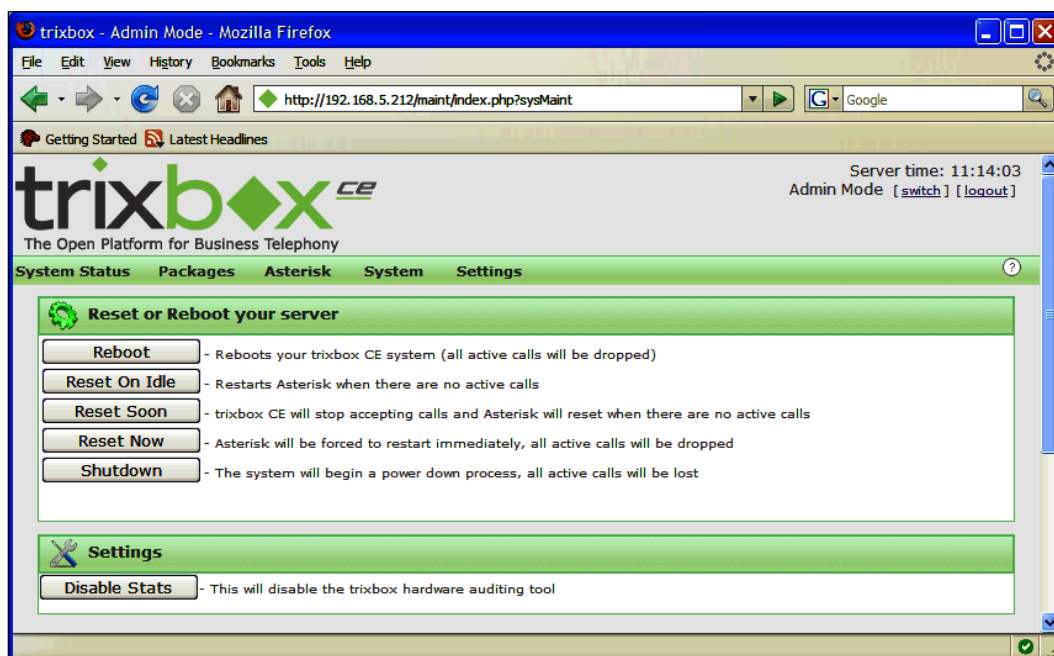 trixbox - Admin Mode - Mozilla Firefox
File Edit View History Bookmarks Tools Help
http://192.168.5.212/maint/index.php?sysMaint
G Google
Getting Started Latest Headlines
trixbox CE
The Open Platform for Business Telephony
Server time: 11:14:03
Admin Mode [switch] [logout]
System Status Packages Asterisk System Settings ?
Reset or Reboot your server
Reboot - Reboots your trixbox CE system (all active calls will be dropped)
Reset On Idle - Restarts Asterisk when there are no active calls
Reset Soon - trixbox CE will stop accepting calls and Asterisk will reset when there are no active calls
Reset Now - Asterisk will be forced to restart immediately, all active calls will be dropped
Shutdown - The system will begin a power down process, all active calls will be lost
Settings
Disable Stats - This will disable the trixbox hardware auditing tool